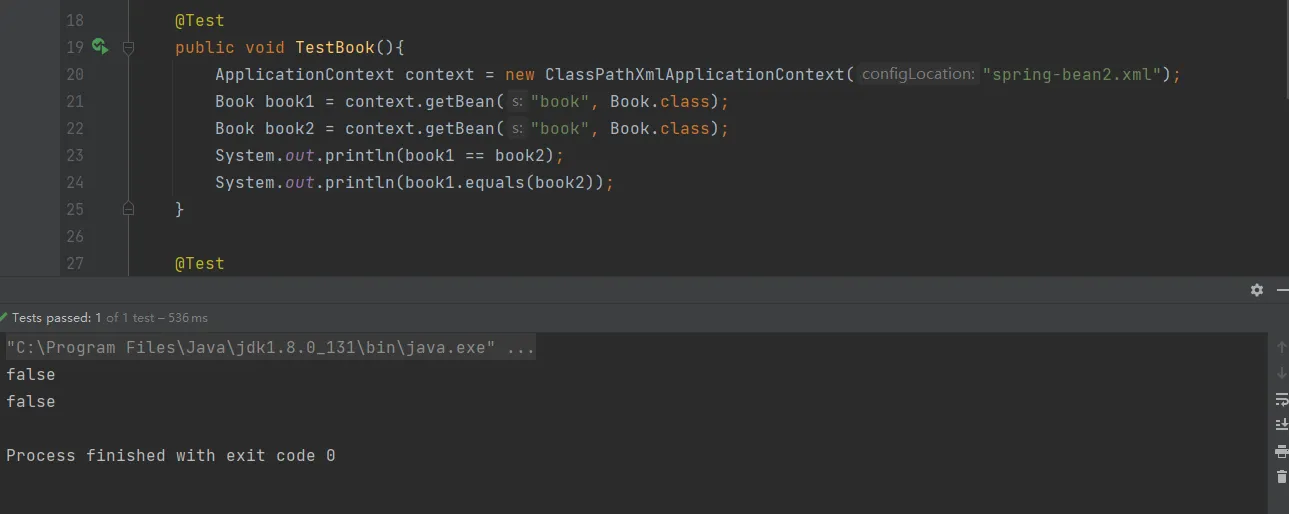 18 @Test
19 public void TestBook(){
20 ApplicationContext context = new ClassPathXmlApplicationContext( configLocation: "spring-bean2.xml");
21 Book book1 = context.getBean( s: "book", Book.class);
22 Book book2 = context.getBean( s: "book", Book.class);
23 System.out.println(book1 == book2);
24 System.out.println(book1.equals(book2));
25 }
26
27 @Test
Tests passed: 1 of 1 test – 536 ms
"C:\Program Files\Java\jdk1.8.0_131\bin\java.exe" ...
false
false
Process finished with exit code 0